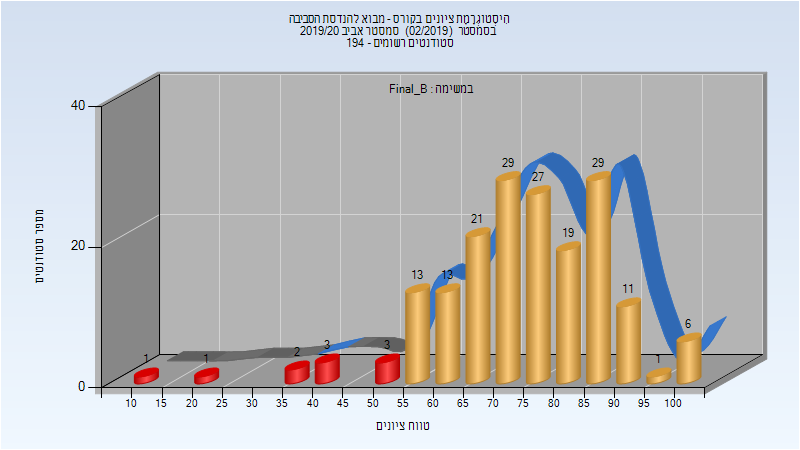 היסטוגרמת ציונים בקורס - מבוא להנדסת הסביבה
בסמסטר (02/2019) סמסטר אביב 2019/20
סטודנטים רשומים - 194
במשימה : Final_B
מספר סטודנטים
40
20
0
1
1
2
3
3
13
13
21
29
27
19
29
11
1
6
10 15 20 25 30 35 40 45 50 55 60 65 70 75 80 85 90 95 100
טווח ציונים